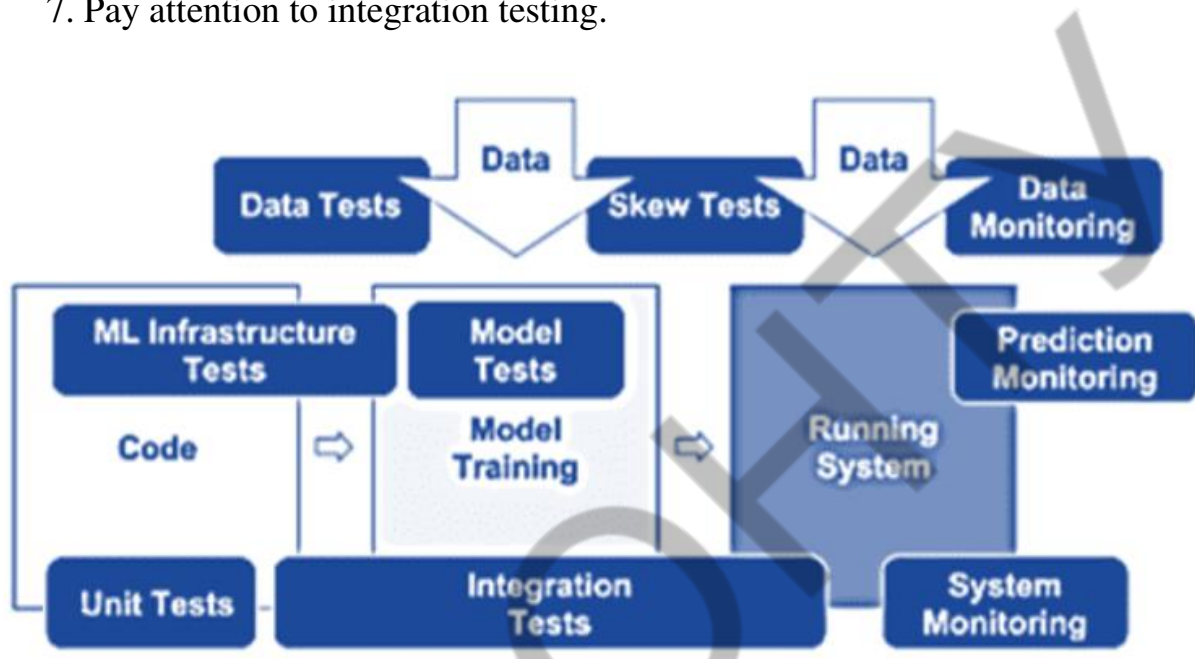 7. Pay attention to integration testing.
Data
Data
Data Tests
Skew Tests
Data
Monitoring
ML Infrastructure
Tests
Model
Tests
Prediction
Monitoring
Code
Model
Training
Running
System
Unit Tests
Integration
Tests
System
Monitoring